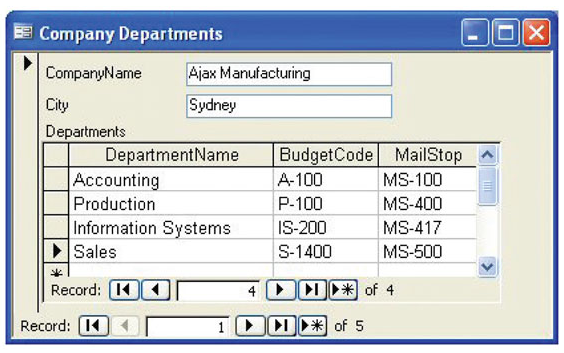 Company Departments
CompanyName Ajax Manufacturing
City Sydney
Departments
DepartmentName BudgetCode MailStop
Accounting A-100 MS-100
Production P-100 MS-400
Information Systems IS-200 MS-417
Sales S-1400 MS-500
Record: 4 of 4
Record: 1 of 5